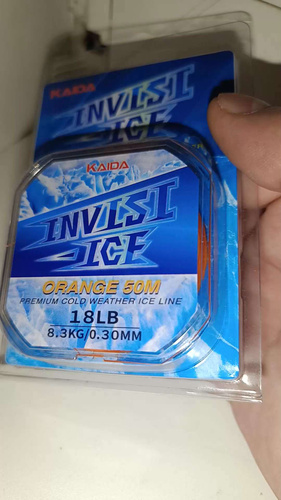 KAIDA
INVISI
ICE
KAIDA
INVISI
ICE
ORANGE 50M
PREMIUM COLD WEATHER ICE LINE
18LB
8.3KG/0.30MM